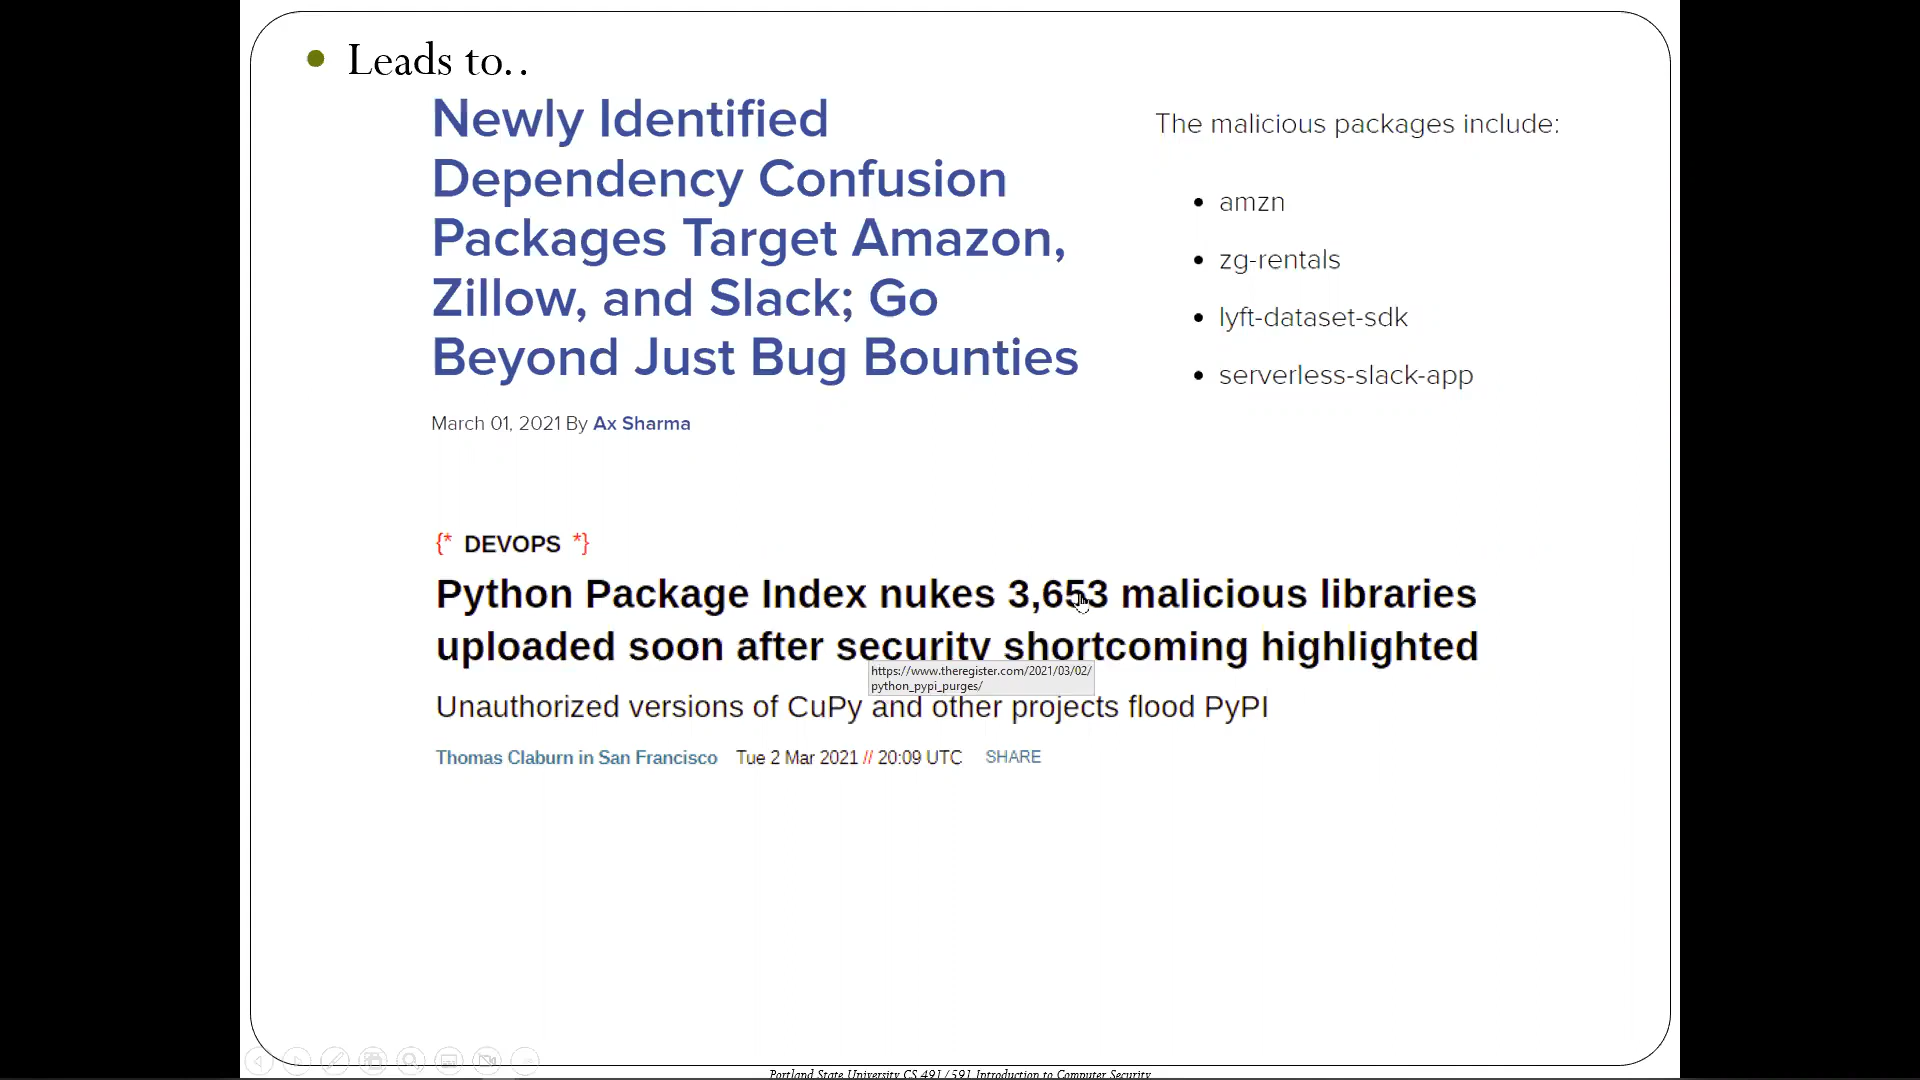 Leads to..
Newly Identified
Dependency Confusion
Packages Target Amazon,
Zillow, and Slack; Go
Beyond Just Bug Bounties
March 01, 2021 By Ax Sharma
The malicious packages include:
• amzn
• zg-rentals
• lyft-dataset-sdk
• serverless-slack-app
{* DEVOPS *}
Python Package Index nukes 3,653 malicious libraries
uploaded soon after security shortcoming highlighted
https://www.theregister.com/2021/03/02/
python_pypi_purges/
Unauthorized versions of CuPy and other projects flood PyPI
Thomas Claburn in San Francisco Tue 2 Mar 2021 // 20:09 UTC SHARE
Portland State University CS 491/591 Introduction to Computer Security